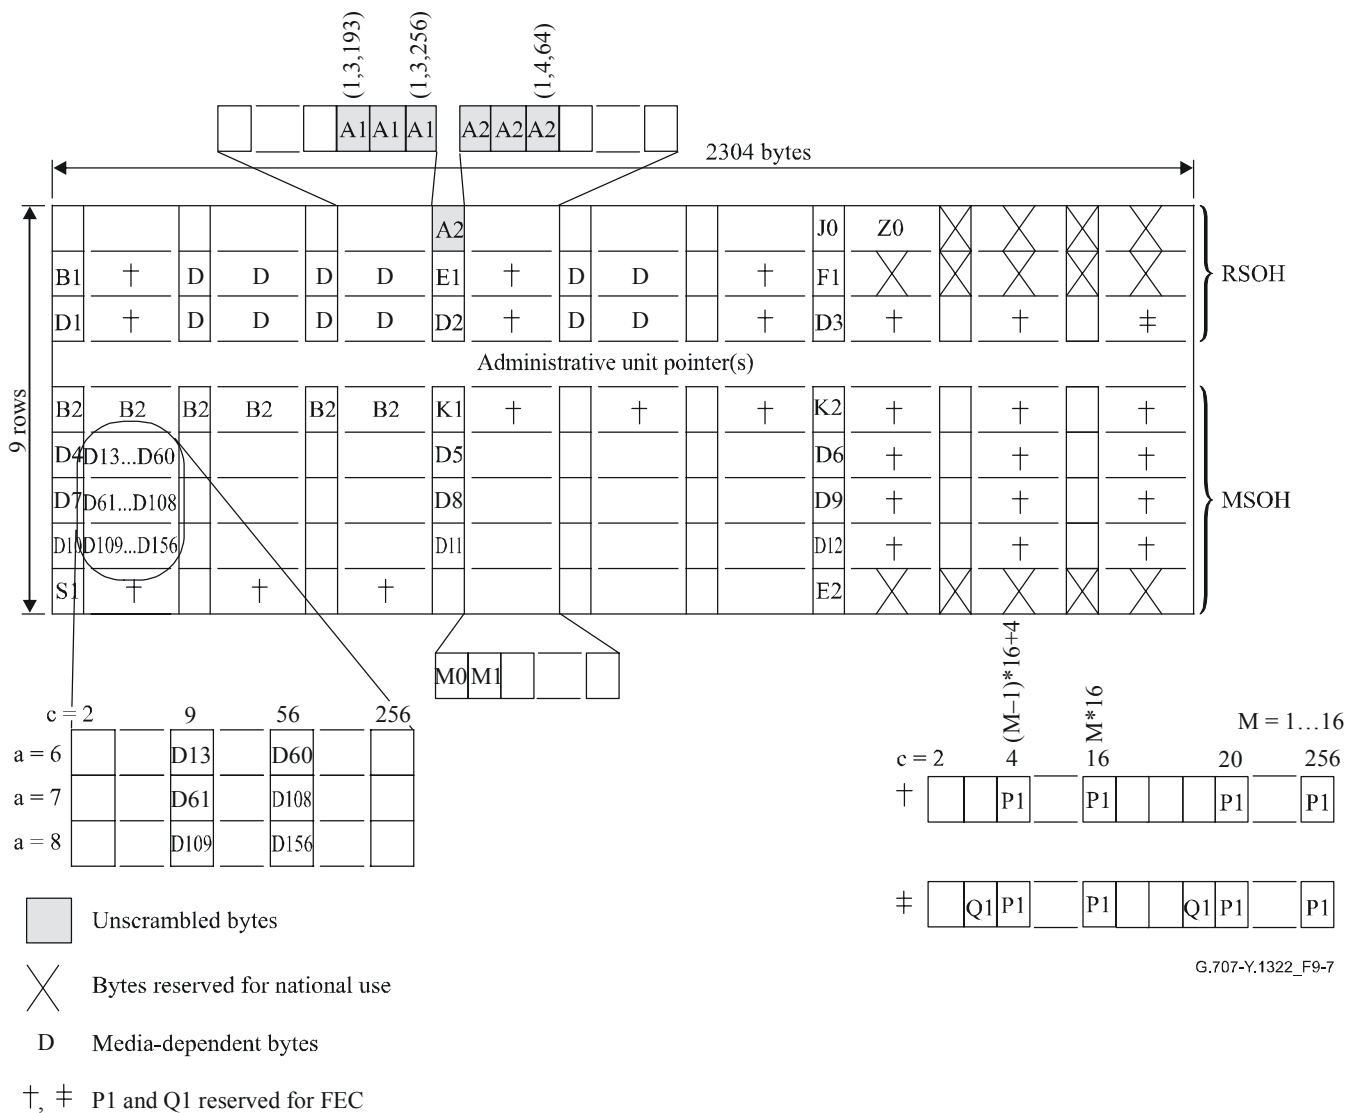 (1,3,193) (1,3,256) (1,4,64)
A1 A1 A1 A2 A2 A2
2304 bytes
A2 J0 Z0
B1 † D D D D E1 † D D † F1
RSOH
D1 † D D D D D2 † D D † D3 † † ‡
Administrative unit pointer(s)
9 rows
B2 B2 B2 B2 B2 B2 K1 † † † K2 † † †
D4 D13...D60 D5 D6 † † †
D7 D61...D108 D8 D9 † † †
MSOH
D10 D109...D156 D11 D12 † † †
S1 † † † E2
M0 M1
c = 2 9 56 256
a = 6 D13 D60
a = 7 D61 D108
a = 8 D109 D156
(M–1)*16+4 M*16
M = 1…16
c = 2 4 16 20 256
† P1 P1 P1 P1
‡ Q1 P1 P1 Q1 P1 P1
G.707-Y.1322_F9-7
Unscrambled bytes
Bytes reserved for national use
D Media-dependent bytes
†, ‡ P1 and Q1 reserved for FEC